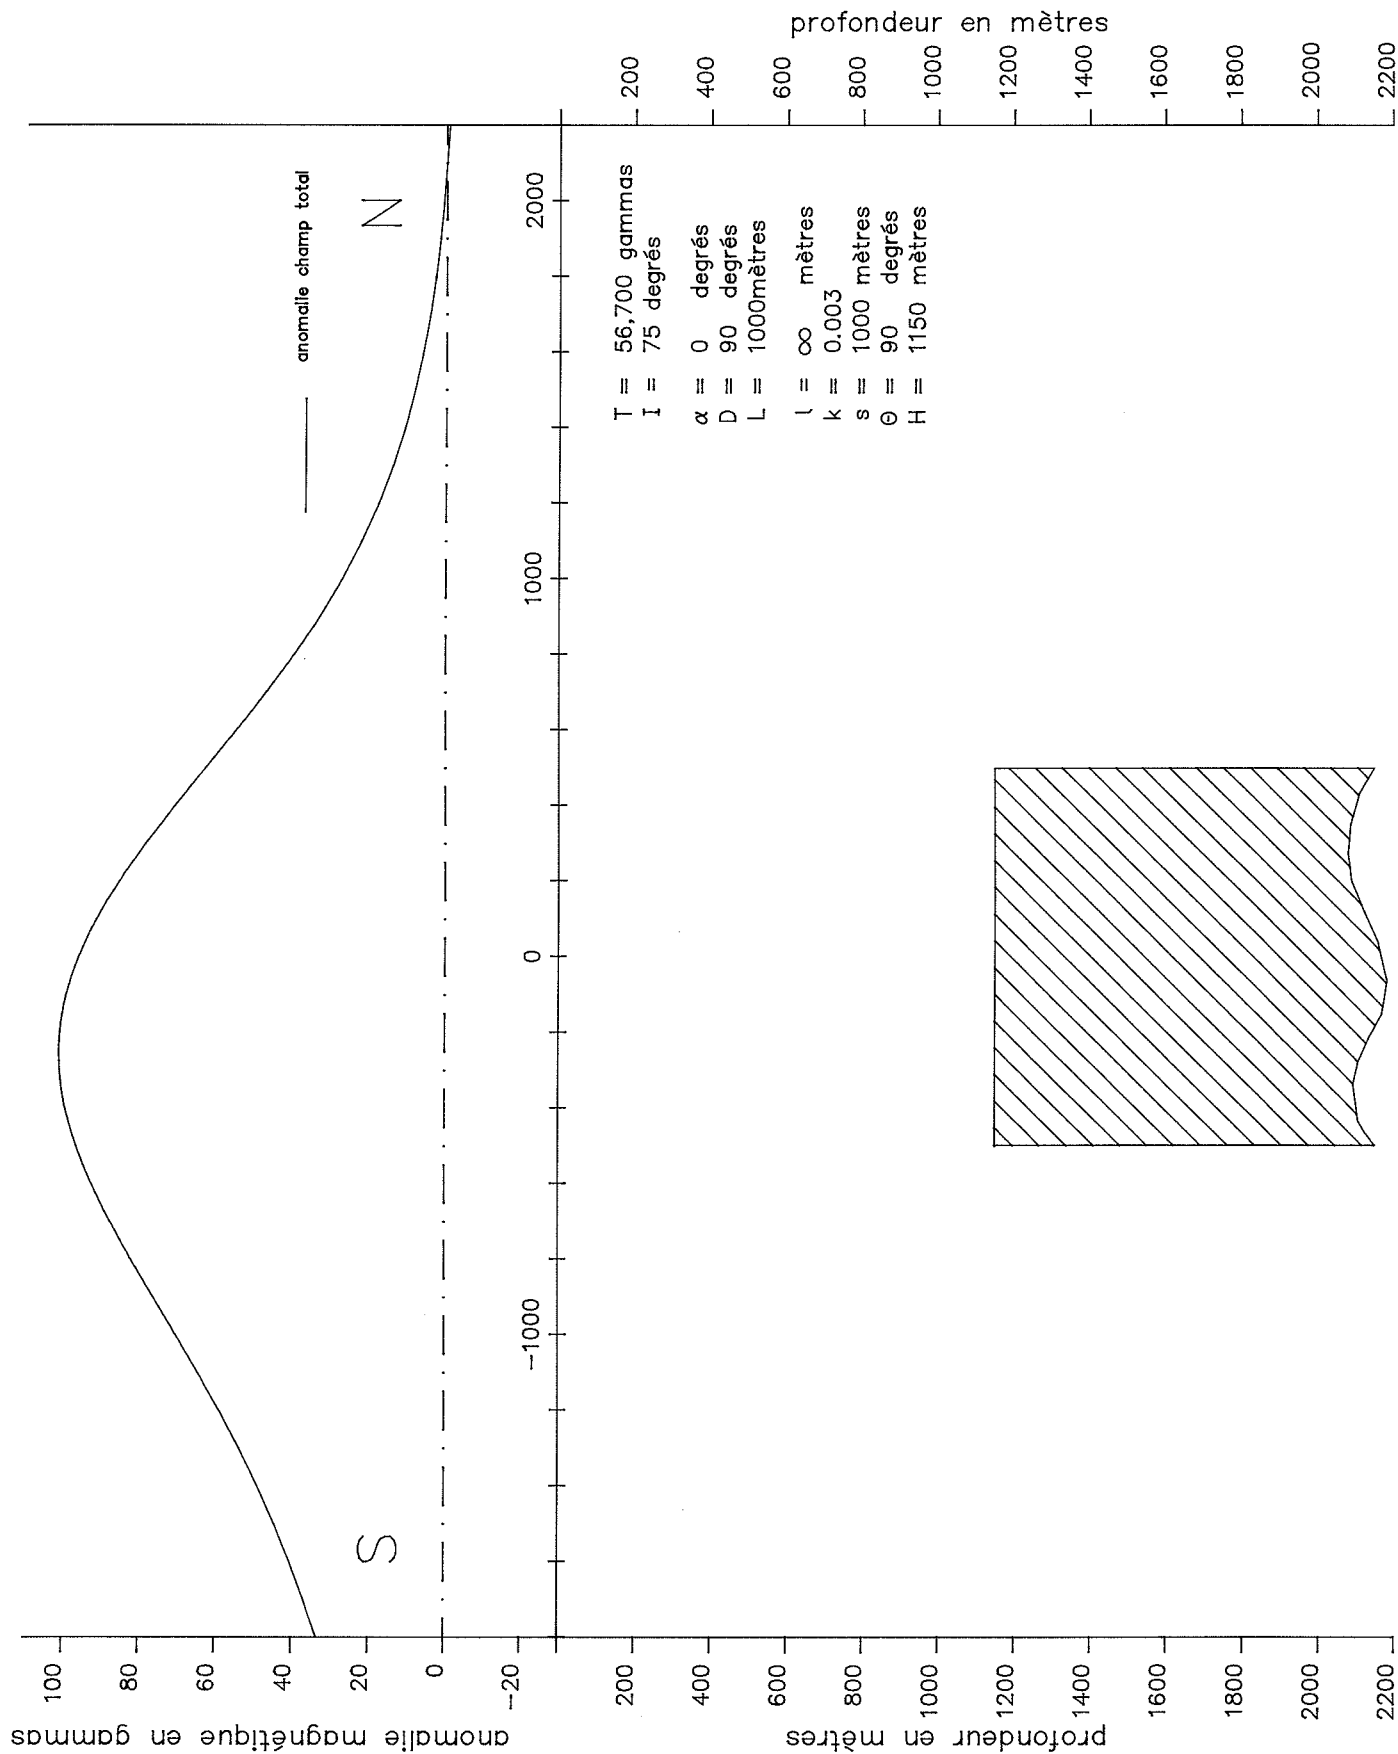 anomalie magnétique en gammas
100
80
60
40
20
0
-20
anomalie champ total
S
N
-1000
0
1000
2000
T = 56,700 gammas
I = 75 degrés
α = 0 degrés
D = 90 degrés
L = 1000mètres
l = ∞ mètres
k = 0.003
s = 1000 mètres
Θ = 90 degrés
H = 1150 mètres
profondeur en mètres
200
400
600
800
1000
1200
1400
1600
1800
2000
2200
profondeur en mètres
200
400
600
800
1000
1200
1400
1600
1800
2000
2200